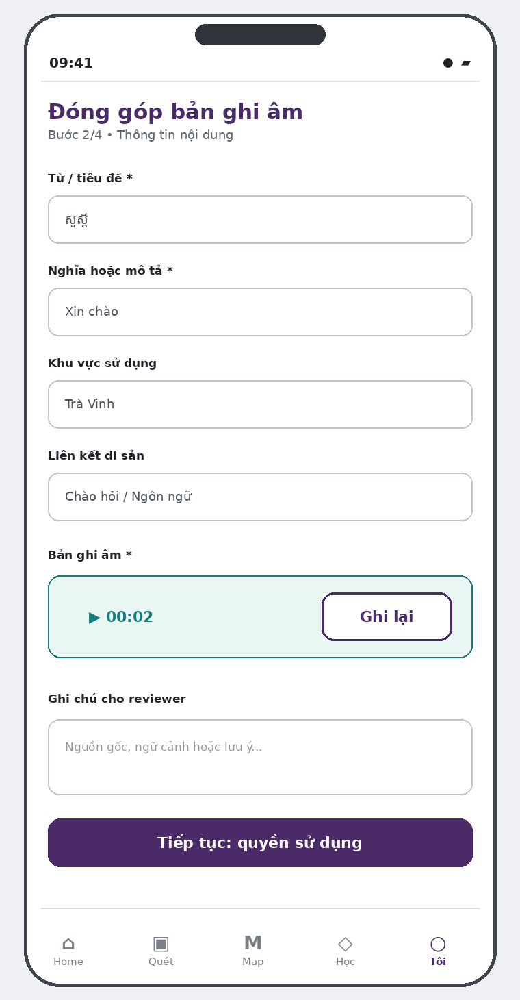 09:41
Đóng góp bản ghi âm
Bước 2/4 • Thông tin nội dung
Từ / tiêu đề *
សួស្តី
Nghĩa hoặc mô tả *
Xin chào
Khu vực sử dụng
Trà Vinh
Liên kết di sản
Chào hỏi / Ngôn ngữ
Bản ghi âm *
▶ 00:02
Ghi lại
Ghi chú cho reviewer
Nguồn gốc, ngữ cảnh hoặc lưu ý...
Tiếp tục: quyền sử dụng
M
Home
Quét
Map
Học
Tôi